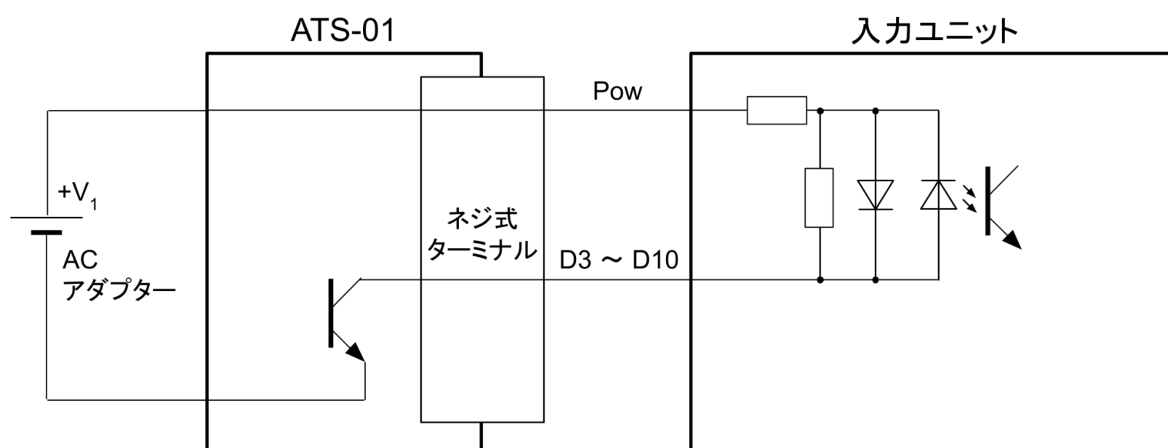 ATS-01
入力ユニット
Pow
+V1
AC
アダプター
ネジ式
ターミナル
D3 ～ D10